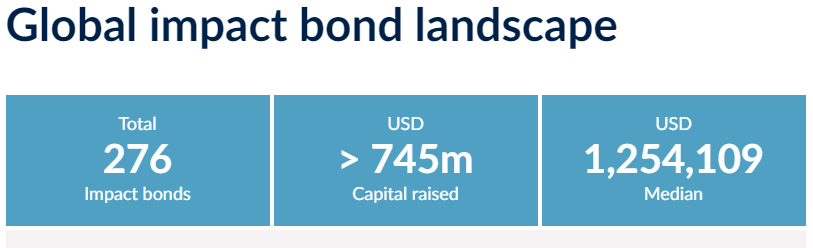 Global impact bond landscape
Total
276
Impact bonds
USD
> 745m
Capital raised
USD
1,254,109
Median